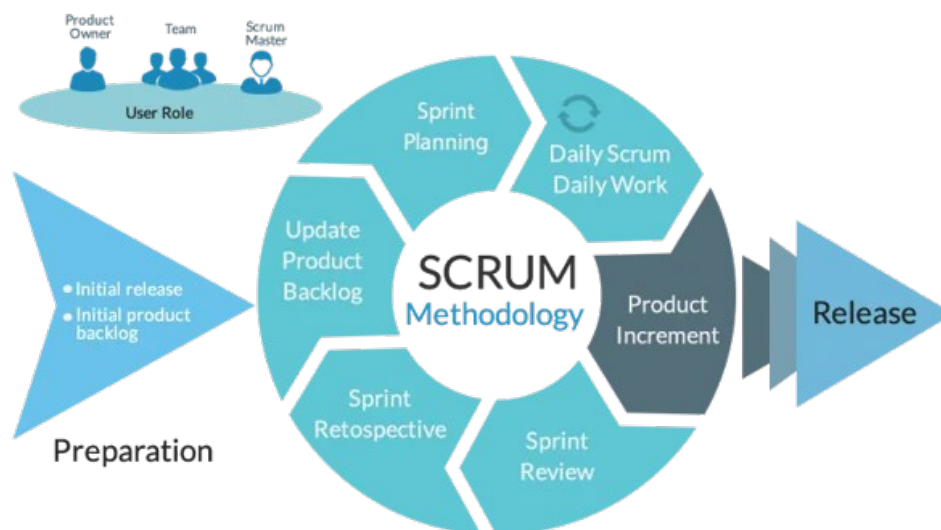 Product
Owner
Team
Scrum
Master
User Role
Sprint
Planning
Daily Scrum
Daily Work
Update
Product
Backlog
SCRUM
Methodology
Product
Increment
Release
• Initial release
• Initial product
backlog
Preparation
Sprint
Retospective
Sprint
Review